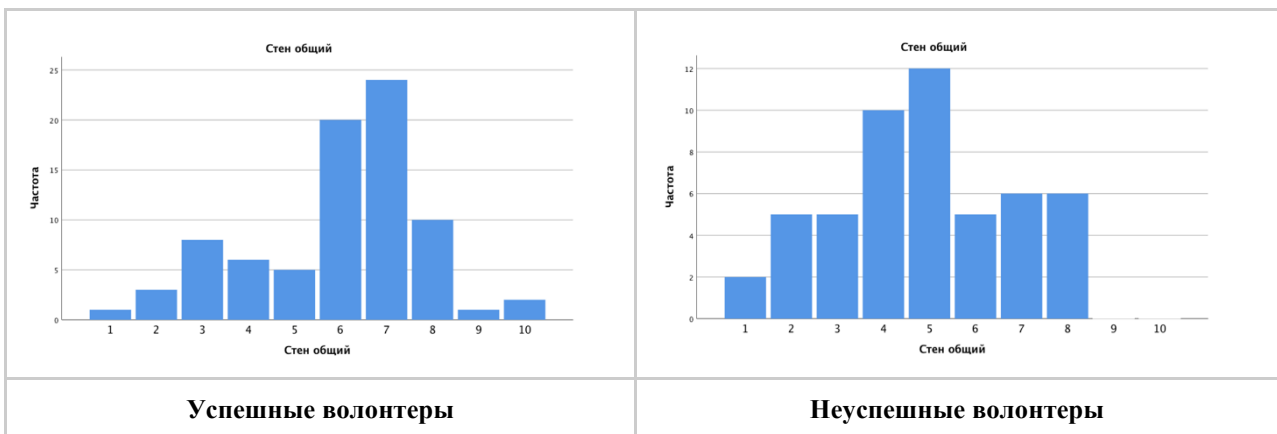 Стен общий
25
20
15
10
5
0
Частота
1 2 3 4 5 6 7 8 9 10
Стен общий
Стен общий
12
10
8
6
4
2
0
Частота
1 2 3 4 5 6 7 8 9 10
Стен общий
Успешные волонтеры
Неуспешные волонтеры